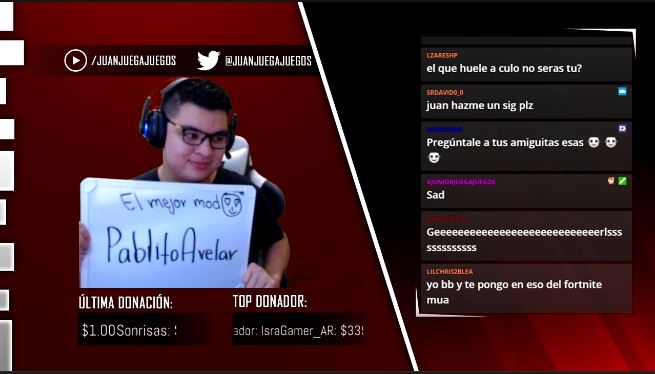 /JUANJUEGAJUEGOS
@JUANJUEGAJUEGOS
El mejor mod
PablitoAvelar
ÚLTIMA DONACIÓN:
$1.00Sonrisas:
TOP DONADOR:
ador: IsraGamer_AR: $33
LZARESHP
el que huele a culo no seras tu?
SRDAVID0_0
juan hazme un sig plz
Pregúntale a tus amiguitas esas
XJUNIORJUEGAJUEGOS
Sad
Geeeeeeeeeeeeeeeeeeeeeeeeeeeerlsss
ssssssssss
LILCHRIS2BLEA
yo bb y te pongo en eso del fortnite
mua